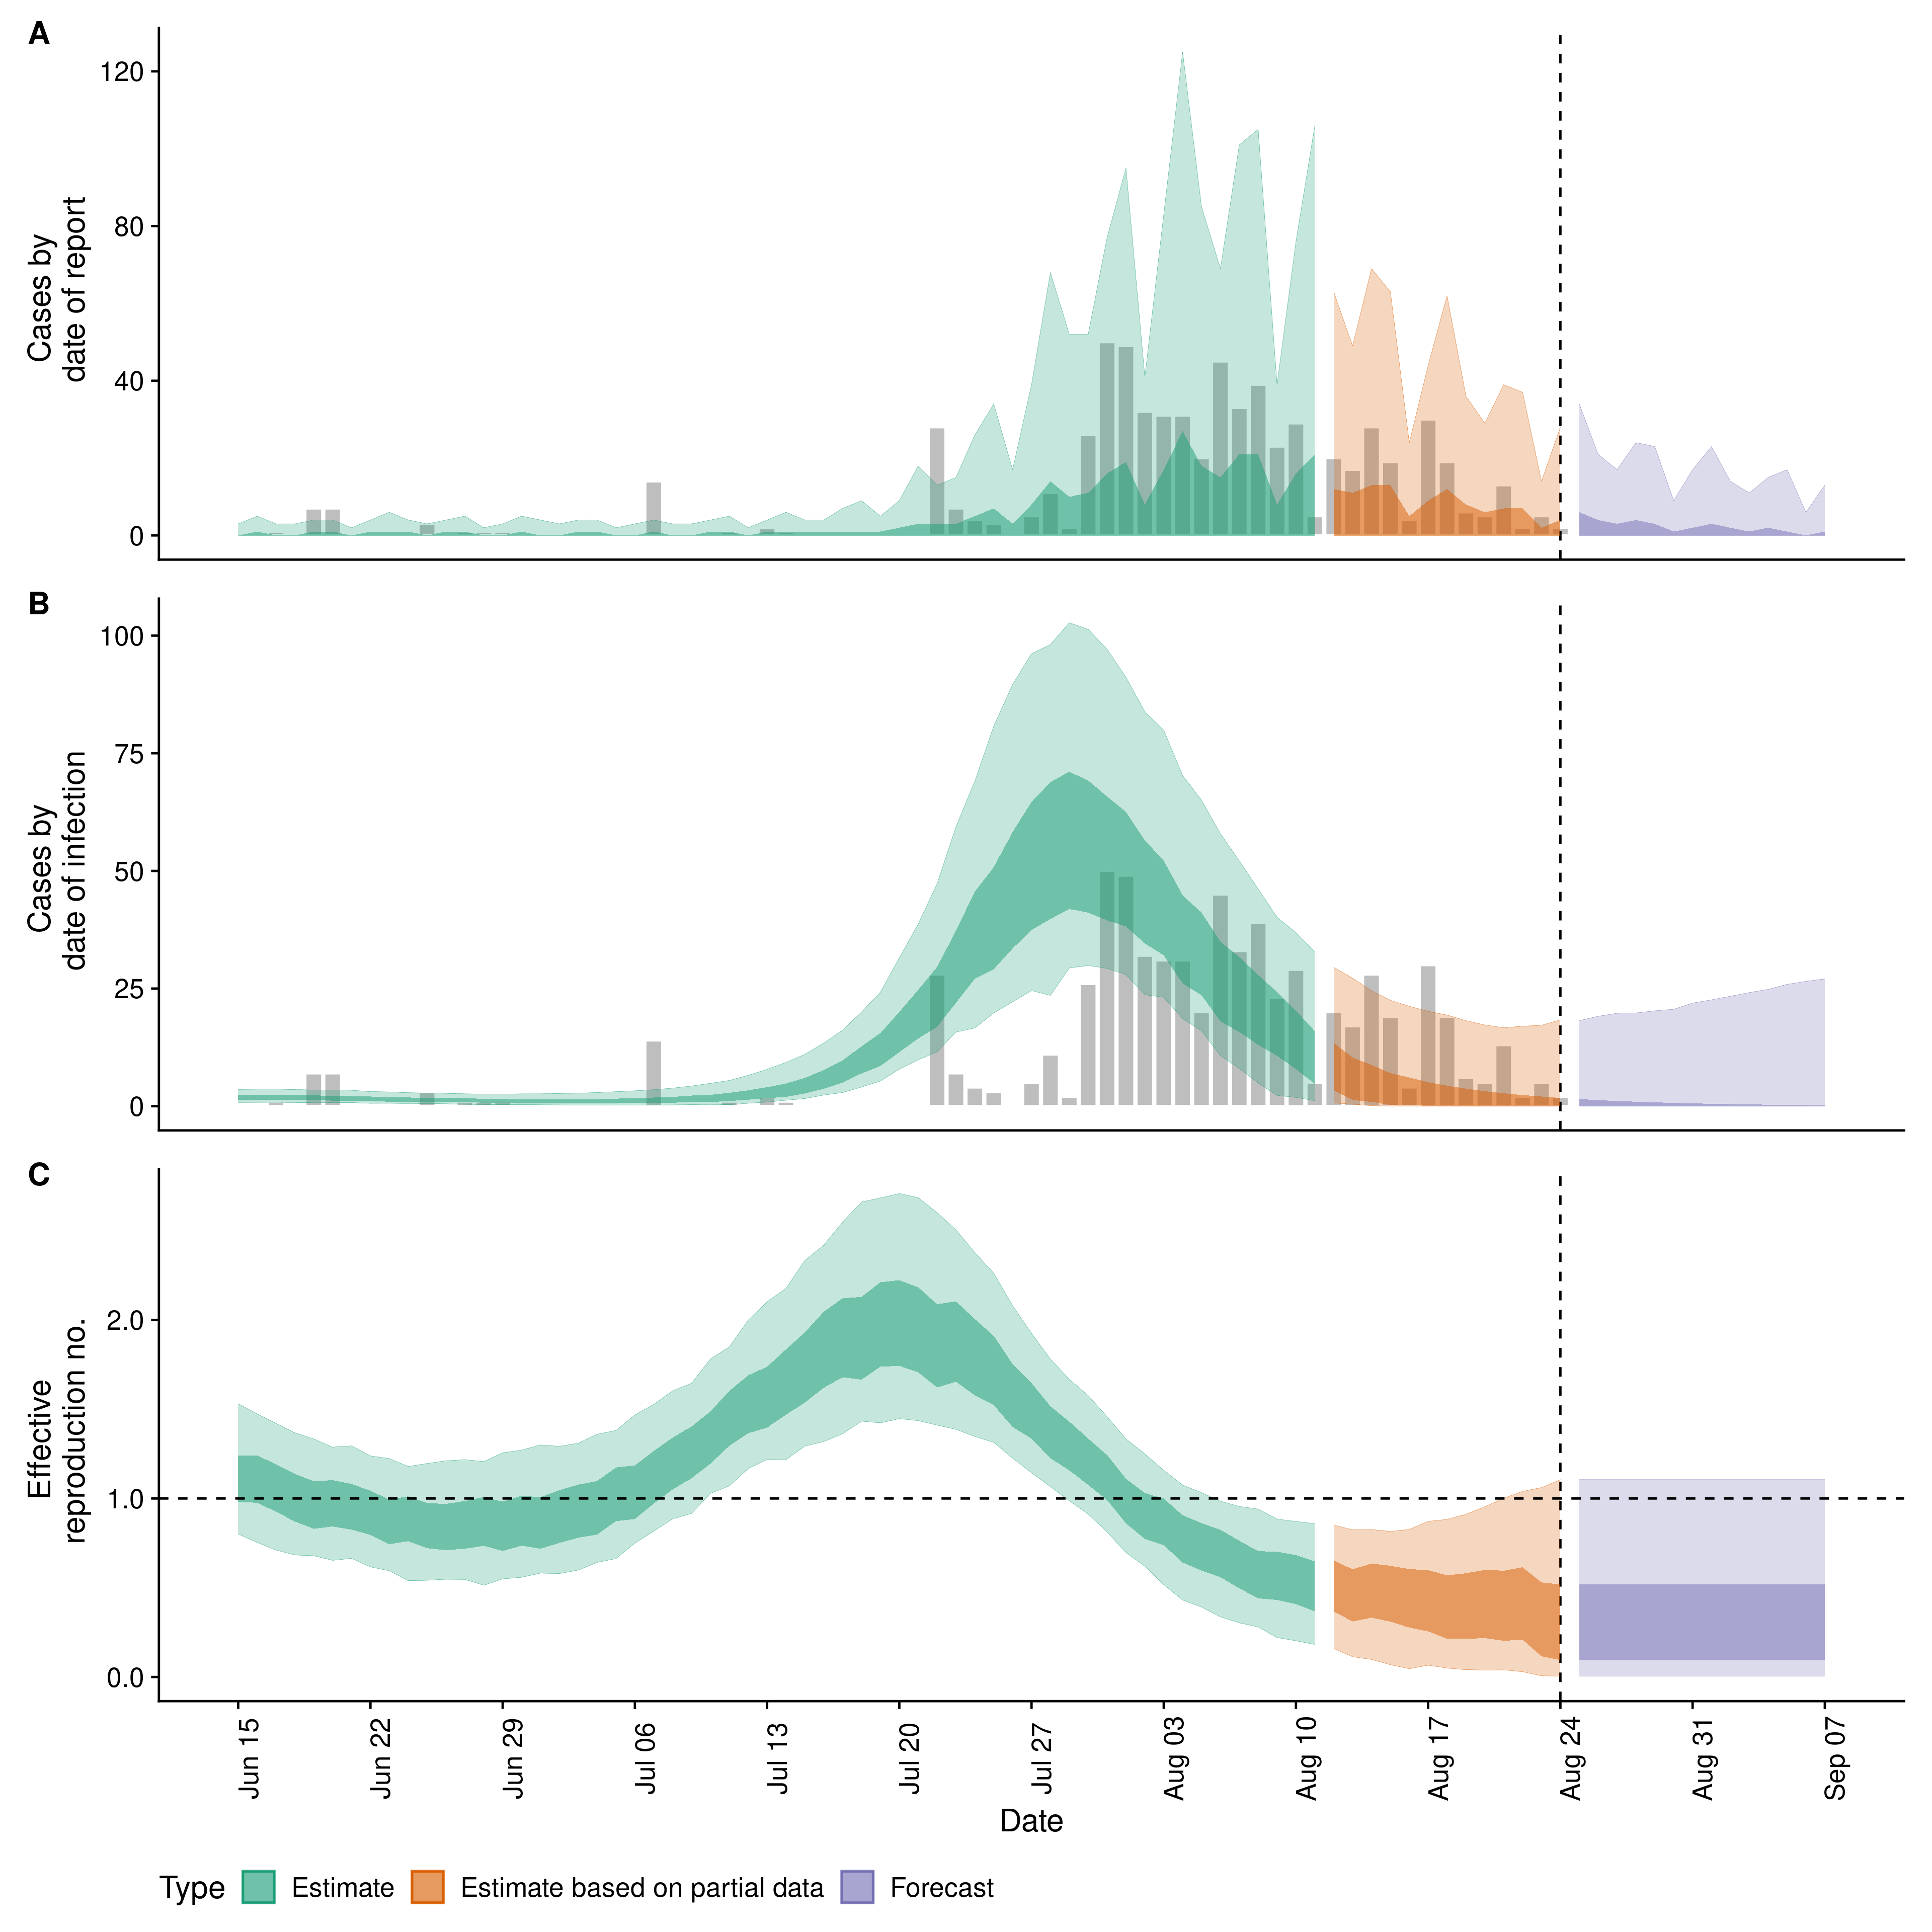 A
Cases by
date of report
120
80
40
0
B
Cases by
date of infection
100
75
50
25
0
C
Effective
reproduction no.
2.0
1.0
0.0
Jun 15
Jun 22
Jun 29
Jul 06
Jul 13
Jul 20
Jul 27
Aug 03
Aug 10
Aug 17
Aug 24
Aug 31
Sep 07
Date
Type Estimate Estimate based on partial data Forecast